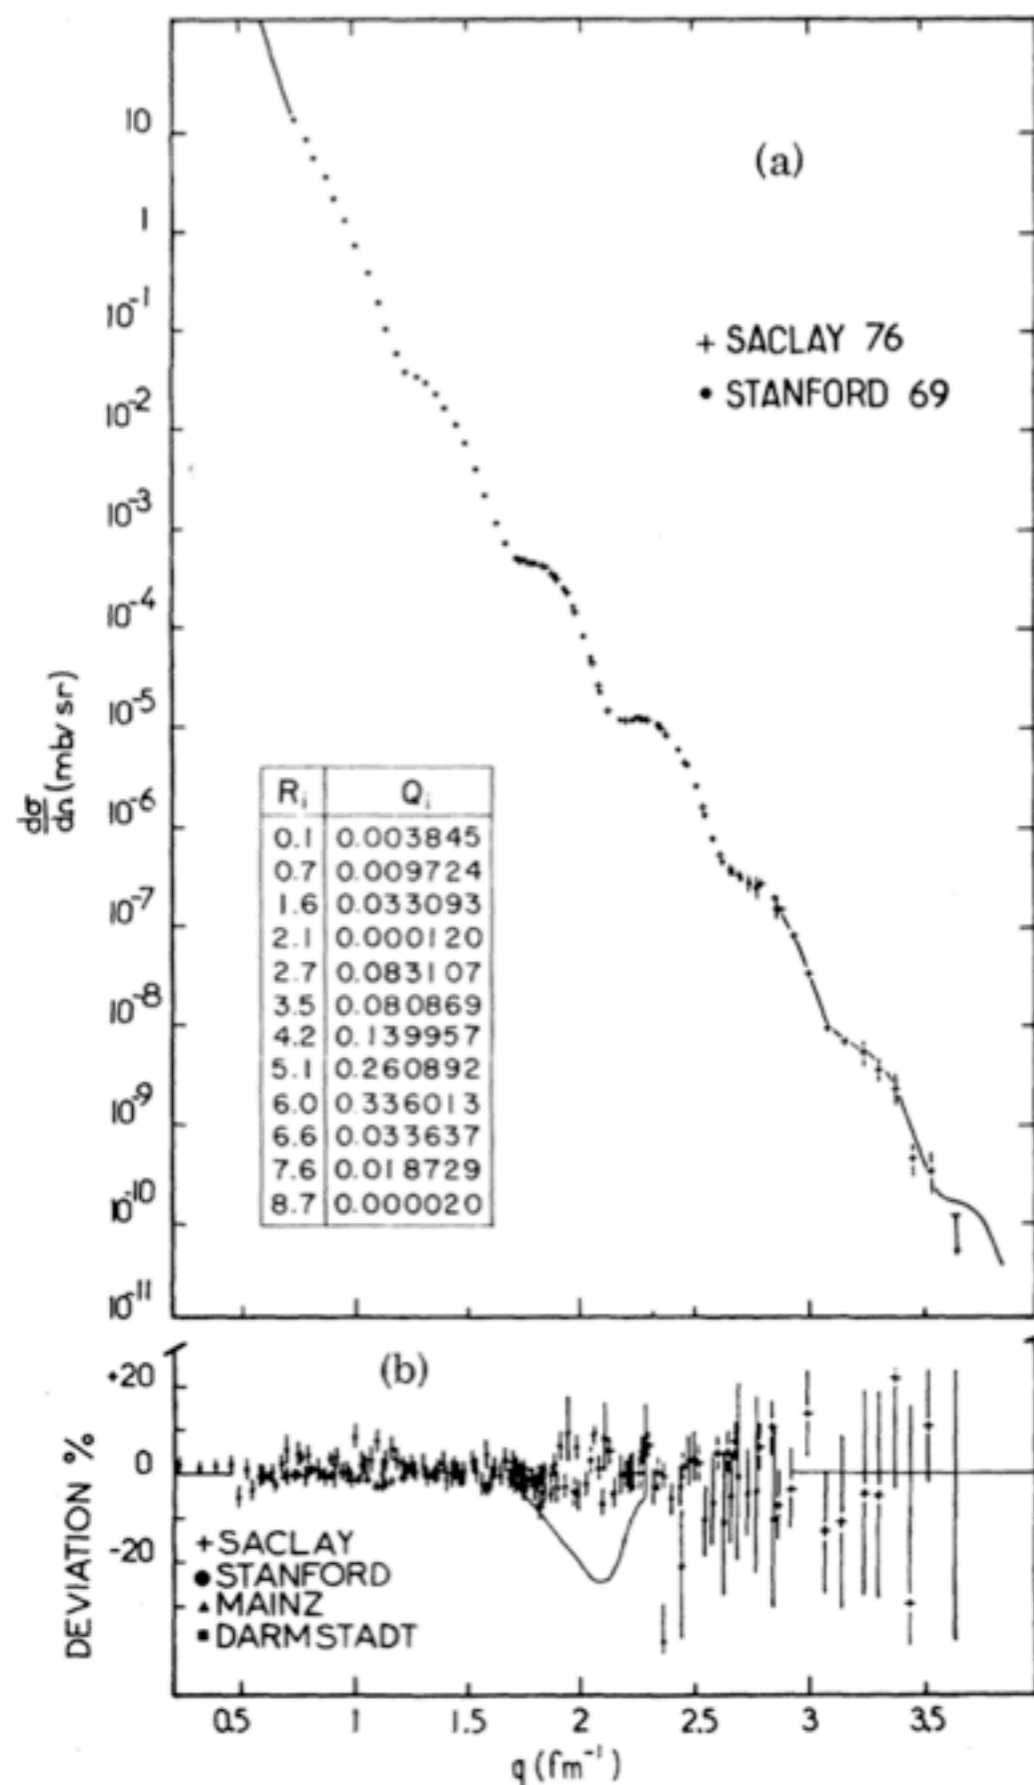 (a)
10
1
10⁻¹
10⁻²
10⁻³
10⁻⁴
10⁻⁵
10⁻⁶
10⁻⁷
10⁻⁸
10⁻⁹
10⁻¹⁰
10⁻¹¹
dσ/dΩ (mb/sr)
+ SACLAY 76
• STANFORD 69
Rᵢ Qᵢ
0.1 0.003845
0.7 0.009724
1.6 0.033093
2.1 0.000120
2.7 0.083107
3.5 0.080869
4.2 0.139957
5.1 0.260892
6.0 0.336013
6.6 0.033637
7.6 0.018729
8.7 0.000020
(b)
+20
0
-20
DEVIATION %
+ SACLAY
● STANFORD
▲ MAINZ
■ DARMSTADT
0.5 1 1.5 2 2.5 3 3.5
q (fm⁻¹)